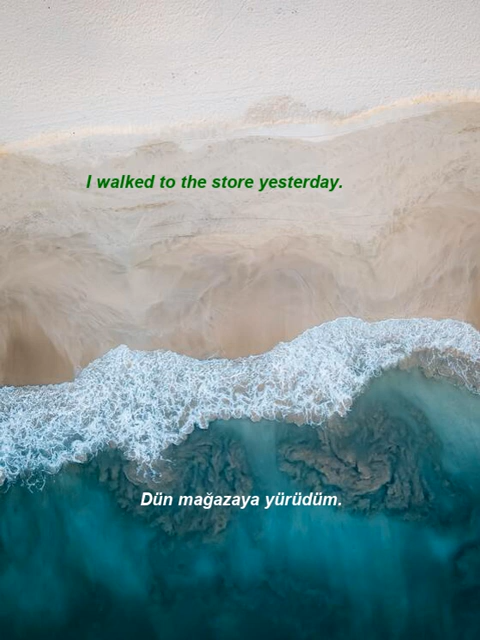 I walked to the store yesterday.
Dün mağazaya yürüdüm.